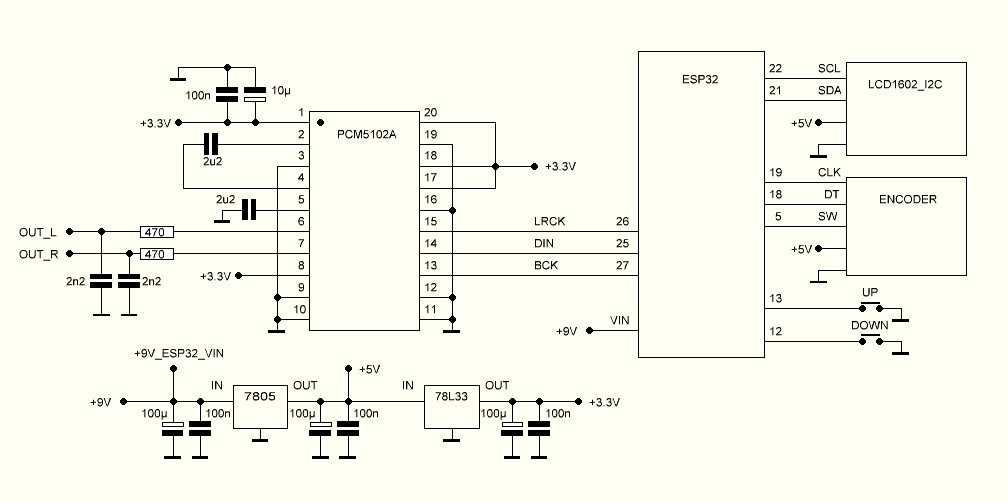 100n 10µ
+3.3V
2u2
2u2
OUT_L 470
OUT_R 470
2n2 2n2
+3.3V
PCM5102A
1 20
2 19
3 18
4 17
5 16
6 15
7 14
8 13
9 12
10 11
+3.3V
LRCK 26
DIN 25
BCK 27
+9V VIN
ESP32
22 SCL
21 SDA
LCD1602_I2C
+5V
19 CLK
18 DT
5 SW
ENCODER
+5V
13 UP
12 DOWN
+9V_ESP32_VIN
+9V
100µ 100n
IN 7805 OUT
+5V
100µ 100n
IN 78L33 OUT
100µ 100n
+3.3V